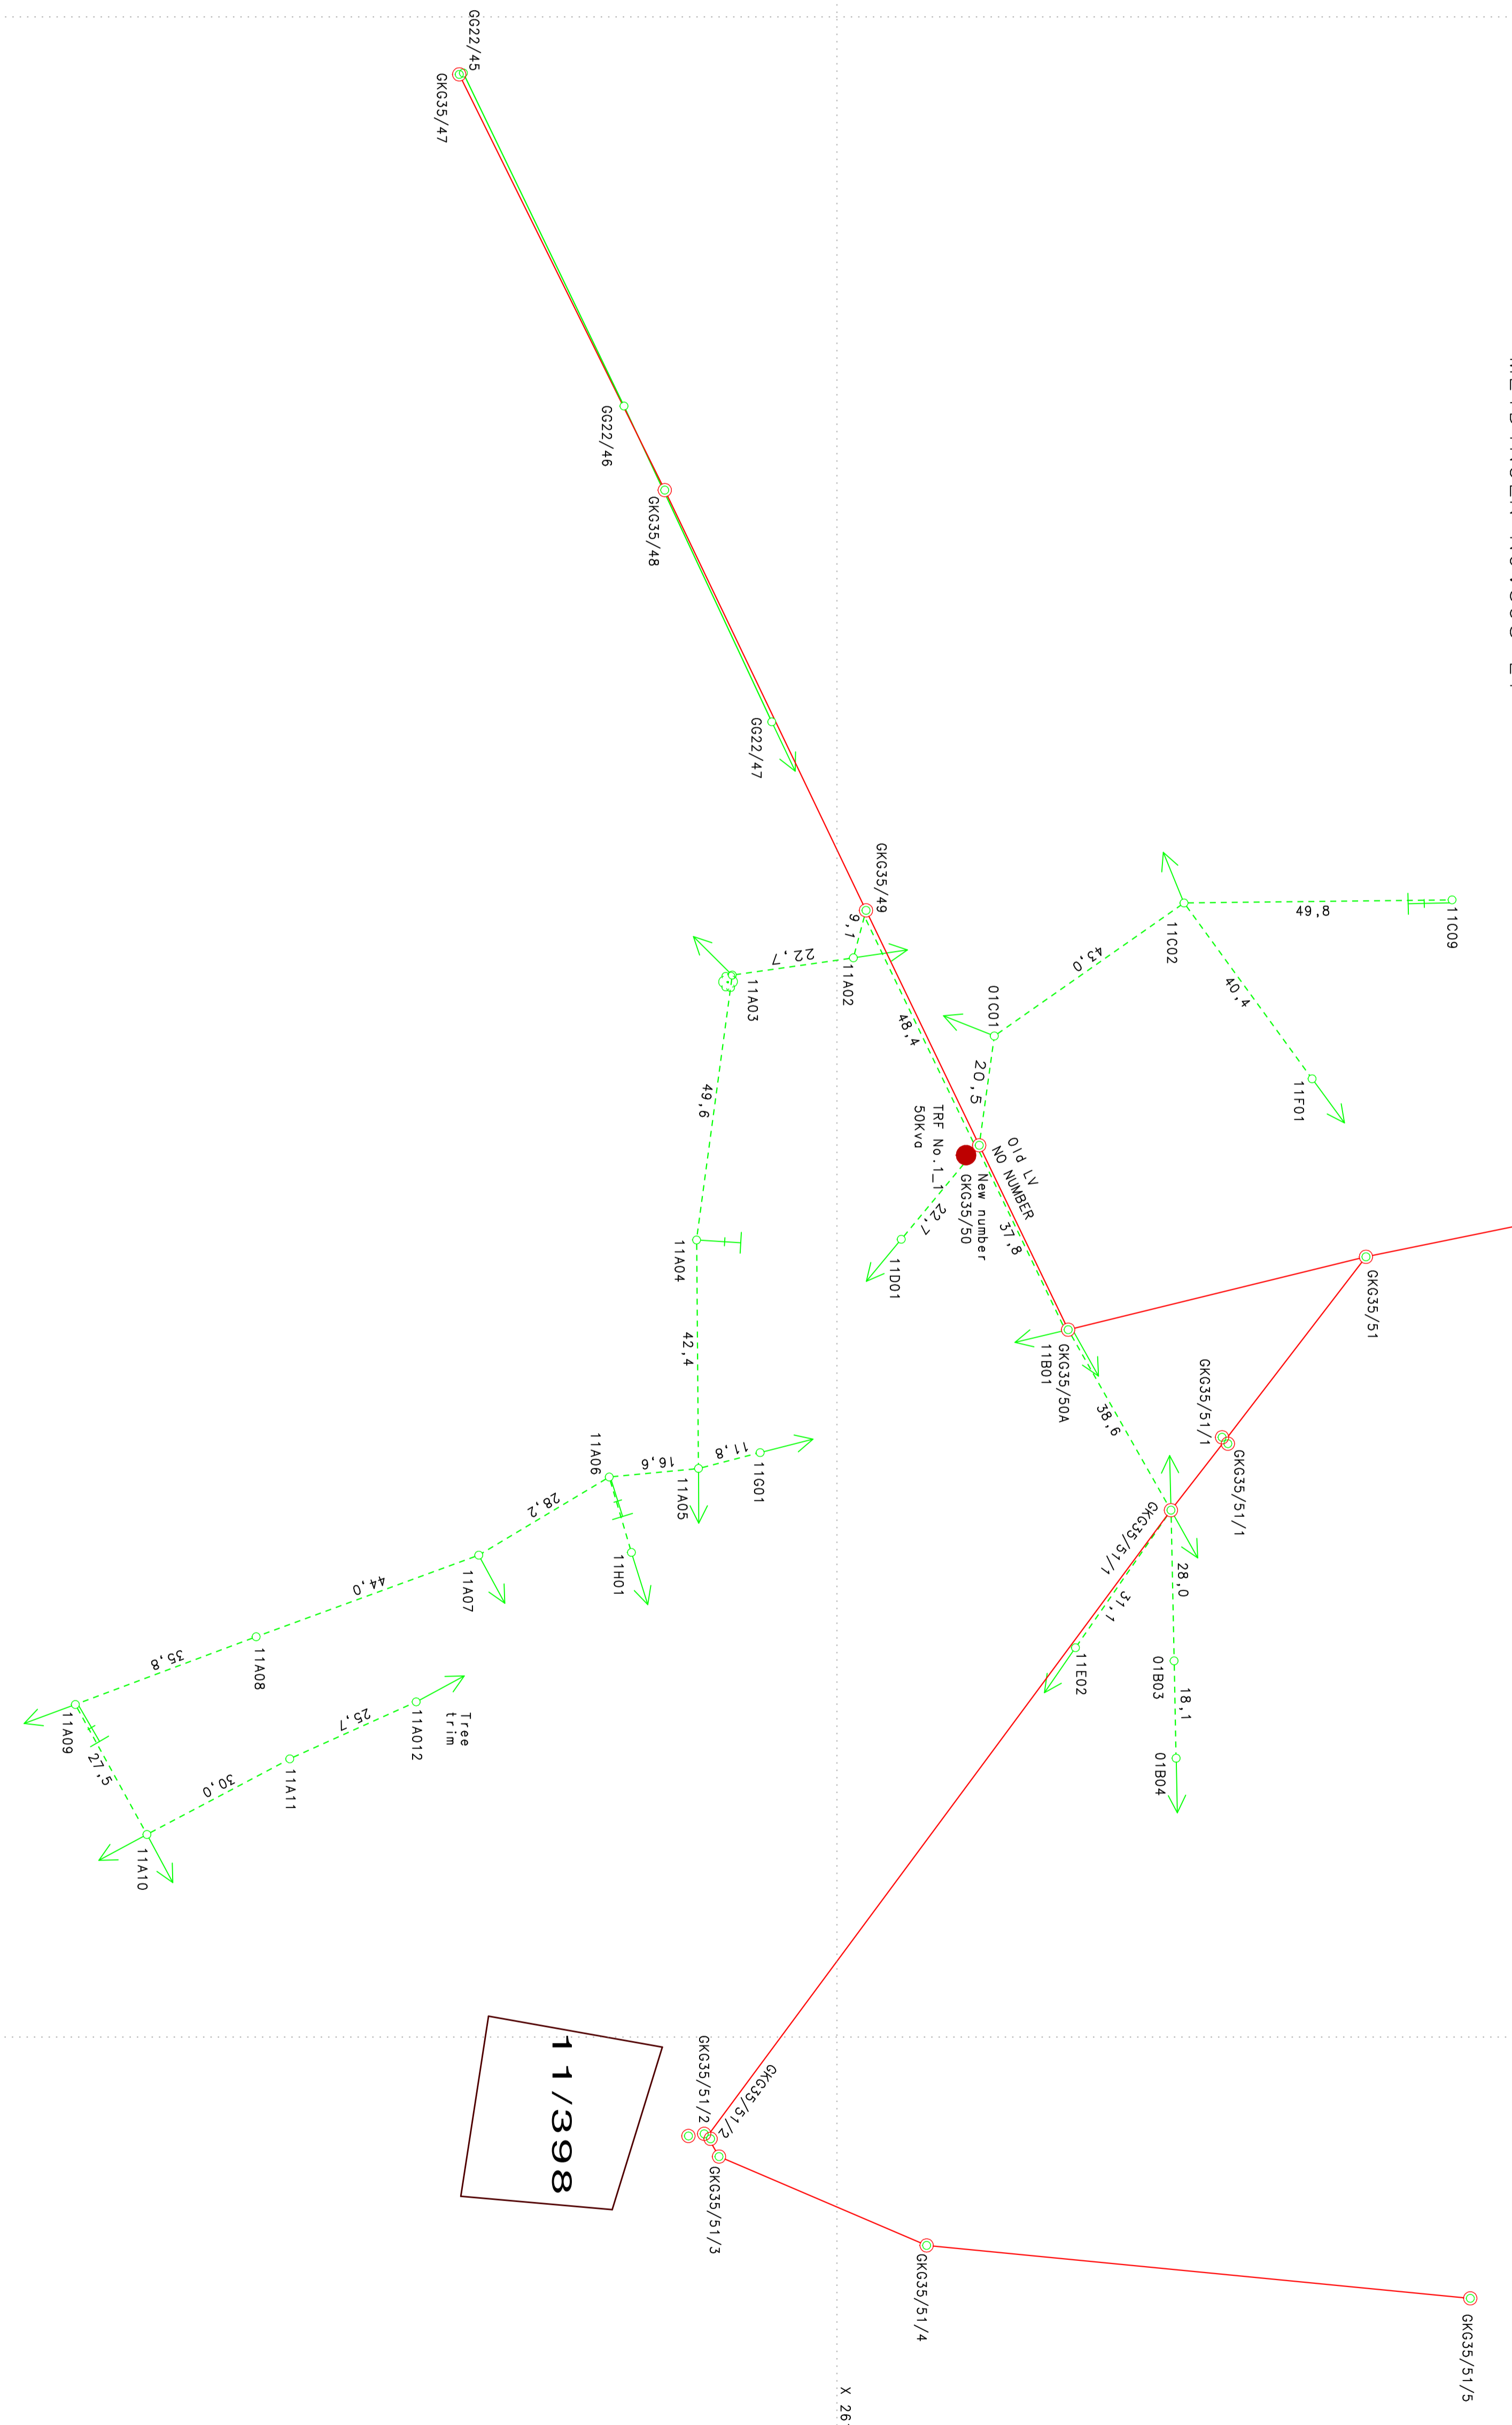 GG22/45
GKG35/47
GG22/46
GKG35/48
GG22/47
GKG35/49
9,1
11A02
22,7
11A03
48,4
49,6
11A04
42,4
11A05
11,8
11G01
16,6
11A06
11H01
28,2
11A07
44,0
11A08
35,8
11A09
27,5
11A10
30,0
11A11
25,7
11A012
Tree
trim
11C09
49,8
11C02
43,0
40,4
11F01
01C01
20,5
Old LV
NO NUMBER
New number
GKG35/50
TRF No.1_1
50Kva
22,7
11D01
37,8
GKG35/50A
11B01
GKG35/51
38,6
GKG35/51/1
GKG35/51/1
GKG35/51/1
28,0
31,1
11E02
01B03
18,1
01B04
11/398
GKG35/51/2
GKG35/51/2
GKG35/51/3
GKG35/51/4
GKG35/51/5